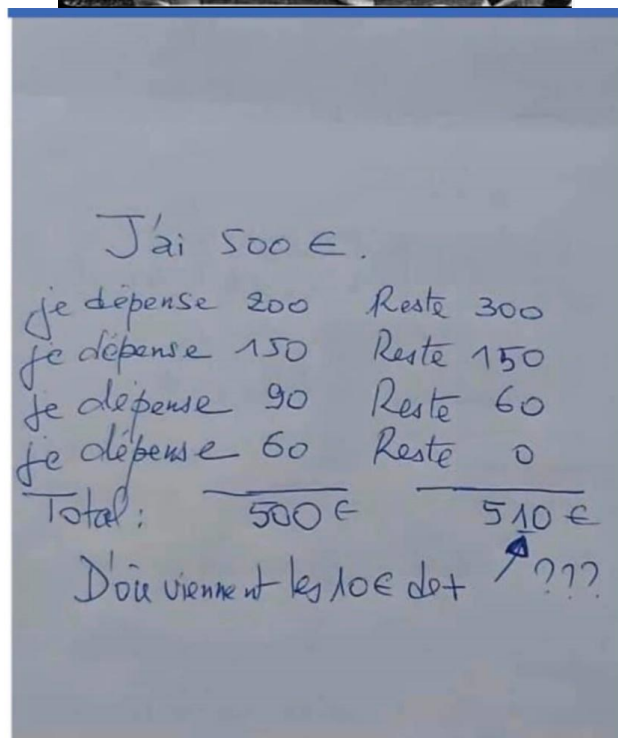 J'ai 500 €.
je dépense 200 Reste 300
je dépense 150 Reste 150
je dépense 90 Reste 60
je dépense 60 Reste 0
Total: 500 € 510 €
D'où viennent les 10€ de+ ???